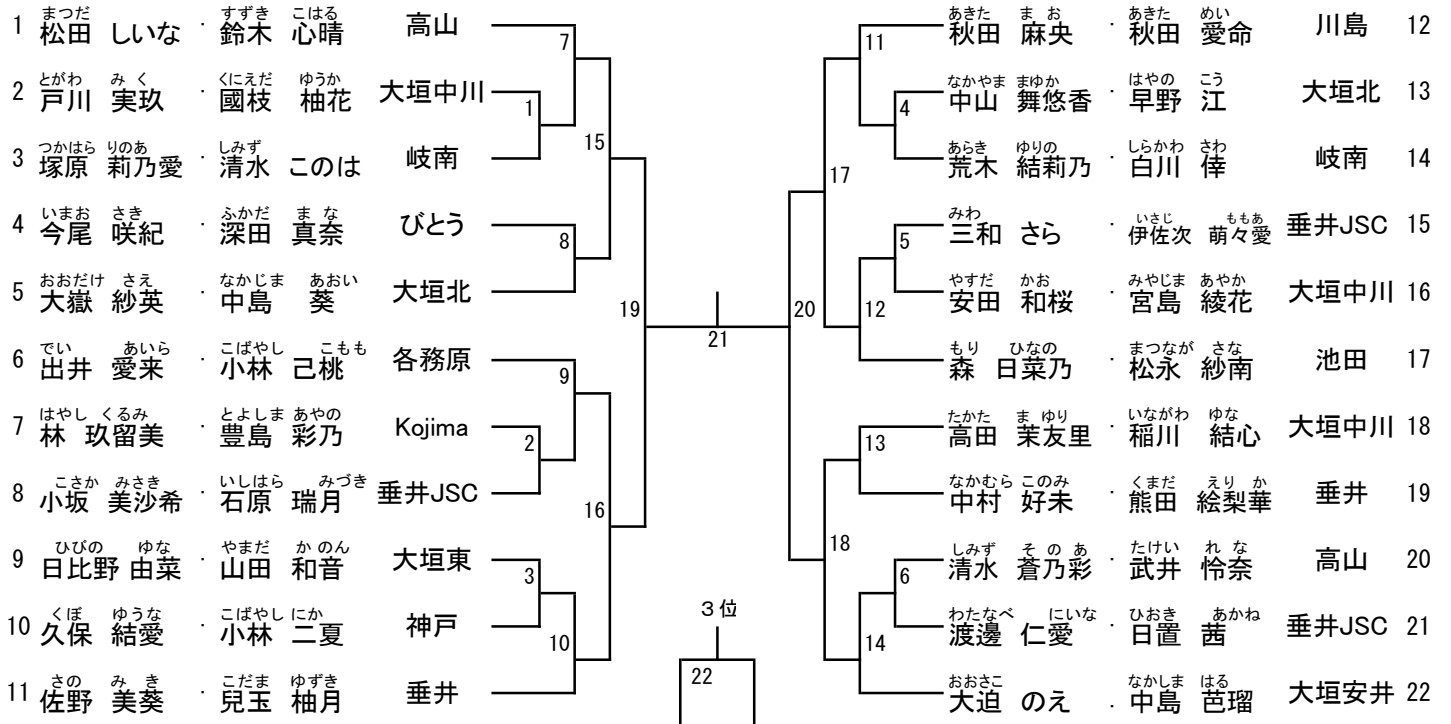 まつだ すずき こはる
1 松田 しいな ・ 鈴木 心晴 高山
とがわ みく くにえだ ゆうか
2 戸川 実玖 ・ 國枝 柚花 大垣中川
つかはら りのあ しみず
3 塚原 莉乃愛 ・ 清水 このは 岐南
いまお さき ふかだ まな
4 今尾 咲紀 ・ 深田 真奈 びとう
おおだけ さえ なかじま あおい
5 大嶽 紗英 ・ 中島 葵 大垣北
でい あいら こばやし こもも
6 出井 愛来 ・ 小林 己桃 各務原
はやし くるみ とよしま あやの
7 林 玖留美 ・ 豊島 彩乃 Kojima
こさか みさき いしはら みづき
8 小坂 美沙希 ・ 石原 瑞月 垂井JSC
ひびの ゆな やまだ かのん
9 日比野 由菜 ・ 山田 和音 大垣東
くぼ ゆうな こばやし にか
10 久保 結愛 ・ 小林 二夏 神戸
さの みき こだま ゆずき
11 佐野 美葵 ・ 兒玉 柚月 垂井
7
1
15
8
19
9
2
16
3
10
21
3位
22
11
4
17
5
12
20
13
18
6
14
あきた まお あきた めい
秋田 麻央 ・ 秋田 愛命 川島 12
なかやま まゆか はやの こう
中山 舞悠香 ・ 早野 江 大垣北 13
あらき ゆりの しらかわ さわ
荒木 結莉乃 ・ 白川 倖 岐南 14
みわ いさじ ももあ
三和 さら ・ 伊佐次 萌々愛 垂井JSC 15
やすだ かお みやじま あやか
安田 和桜 ・ 宮島 綾花 大垣中川 16
もり ひなの まつなが さな
森 日菜乃 ・ 松永 紗南 池田 17
たかた まゆり いながわ ゆな
高田 茉友里 ・ 稲川 結心 大垣中川 18
なかむら このみ くまだ えりか
中村 好未 ・ 熊田 絵梨華 垂井 19
しみず そのあ たけい れな
清水 蒼乃彩 ・ 武井 怜奈 高山 20
わたなべ にいな ひおき あかね
渡邊 仁愛 ・ 日置 茜 垂井JSC 21
おおさこ なかしま はる
大迫 のえ ・ 中島 芭瑠 大垣安井 22